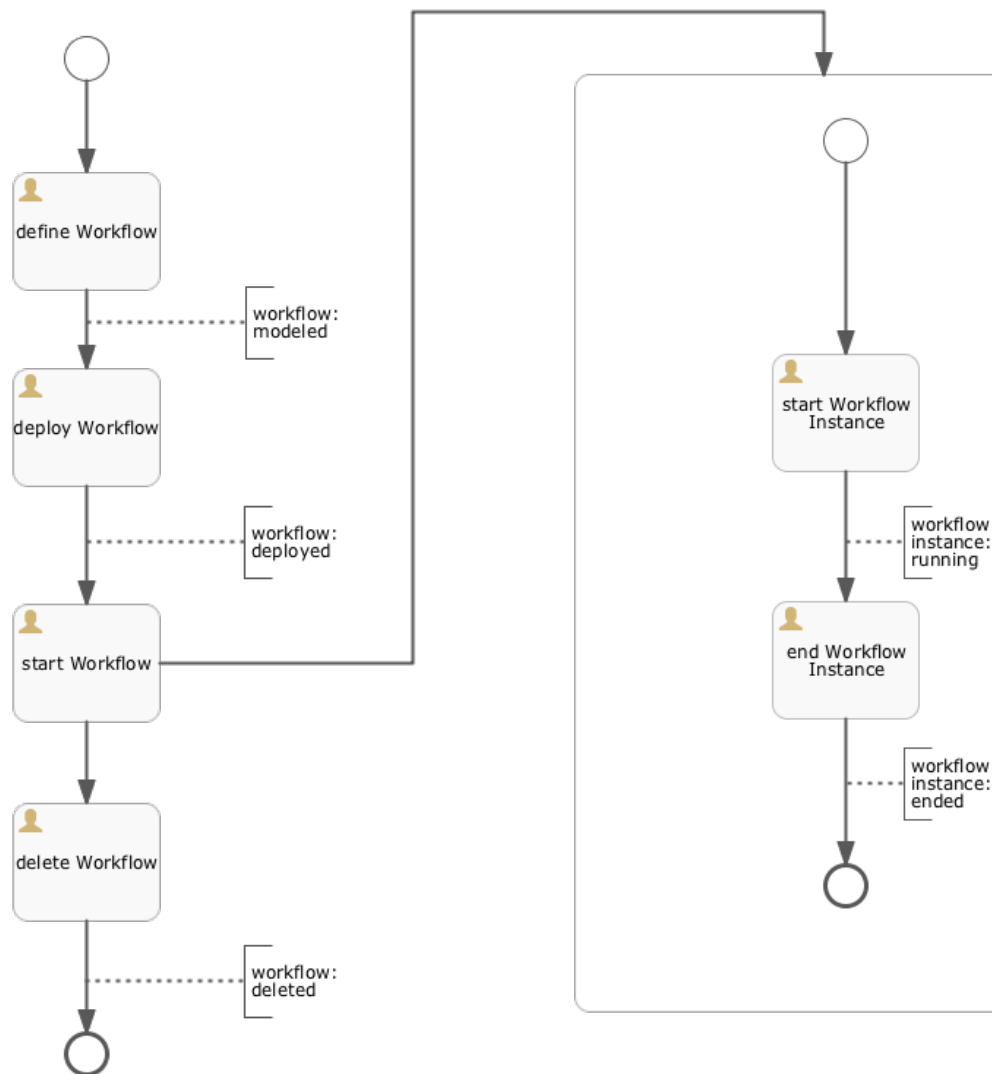 define Workflow
workflow:
modeled
deploy Workflow
workflow:
deployed
start Workflow
delete Workflow
workflow:
deleted
start Workflow
Instance
workflow
instance:
running
end Workflow
Instance
workflow
instance:
ended